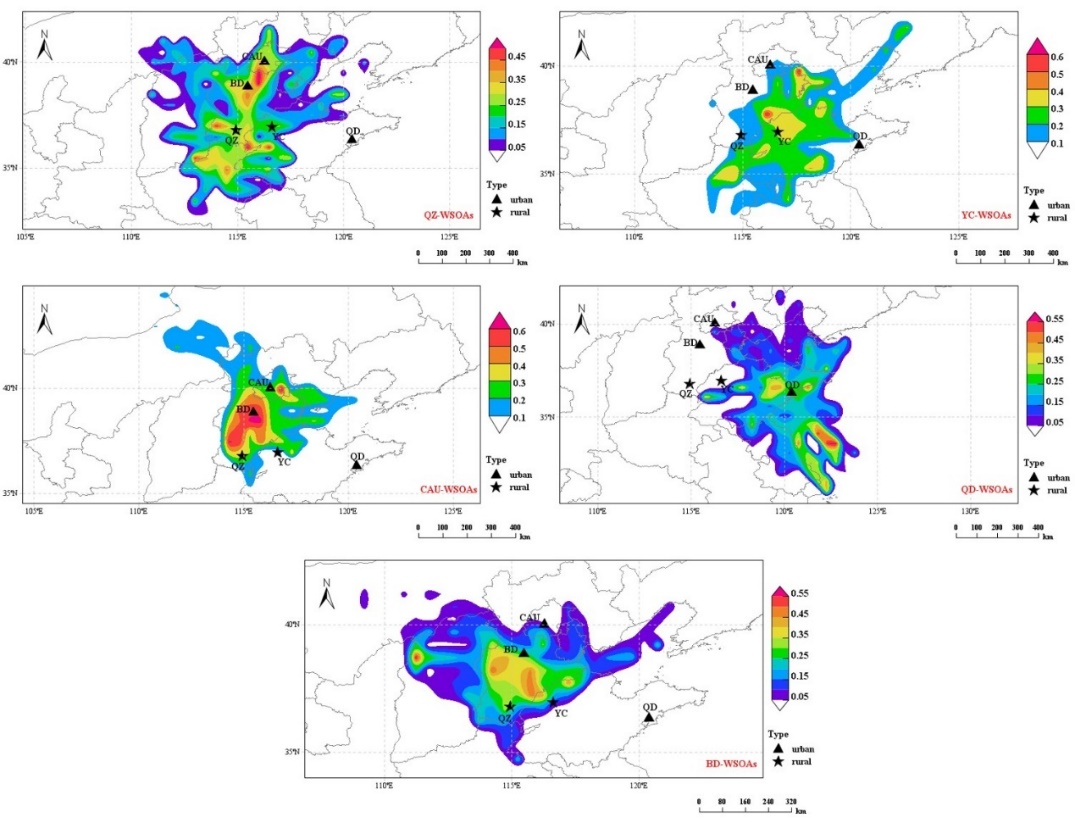 N
40°N
CAU
BD
QZ
YC
QD
35°N
0.45
0.35
0.25
0.15
0.05
Type
urban
rural
QZ-WSOAs
105°E 110°E 115°E 120°E 125°E
0 100 200 300 400
km
N
40°N
CAU
BD
QZ
YC
QD
35°N
0.6
0.5
0.4
0.3
0.2
0.1
Type
urban
rural
YC-WSOAs
110°E 115°E 120°E 125°E
0 100 200 300 400
km
N
40°N
CAU
BD
QZ
YC
QD
35°N
0.6
0.5
0.4
0.3
0.2
0.1
Type
urban
rural
CAU-WSOAs
105°E 110°E 115°E 120°E
0 100 200 300 400
km
N
CAU
40°N
BD
QZ
QD
35°N
0.55
0.45
0.35
0.25
0.15
0.05
Type
urban
rural
QD-WSOAs
110°E 115°E 120°E 125°E 130°E
0 100 200 300 400
km
N
40°N
CAU
BD
QZ
YC
QD
35°N
0.55
0.45
0.35
0.25
0.15
0.05
Type
urban
rural
BD-WSOAs
110°E 115°E 120°E
0 80 160 240 320
km